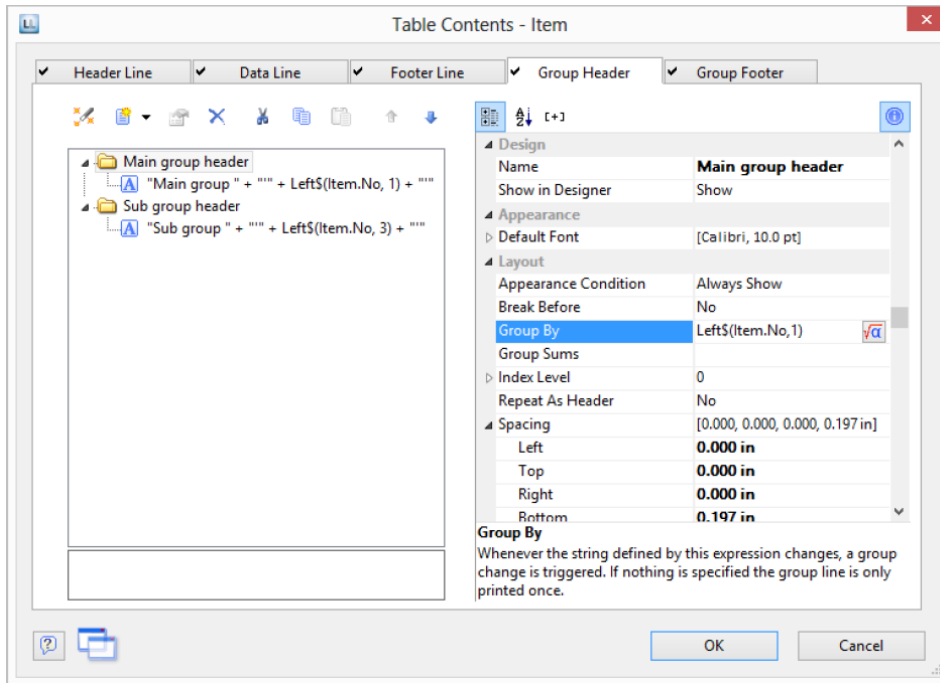 Table Contents - Item
Header Line
Data Line
Footer Line
Group Header
Group Footer
Main group header
"Main group " + "'" + Left$(Item.No, 1) + "'"
Sub group header
"Sub group " + "'" + Left$(Item.No, 3) + "'"
[+]
Design
Name Main group header
Show in Designer Show
Appearance
Default Font [Calibri, 10.0 pt]
Layout
Appearance Condition Always Show
Break Before No
Group By Left$(Item.No,1)
Group Sums
Index Level 0
Repeat As Header No
Spacing [0.000, 0.000, 0.000, 0.197 in]
Left 0.000 in
Top 0.000 in
Right 0.000 in
Bottom 0.197 in
Group By
Whenever the string defined by this expression changes, a group
change is triggered. If nothing is specified the group line is only
printed once.
OK
Cancel